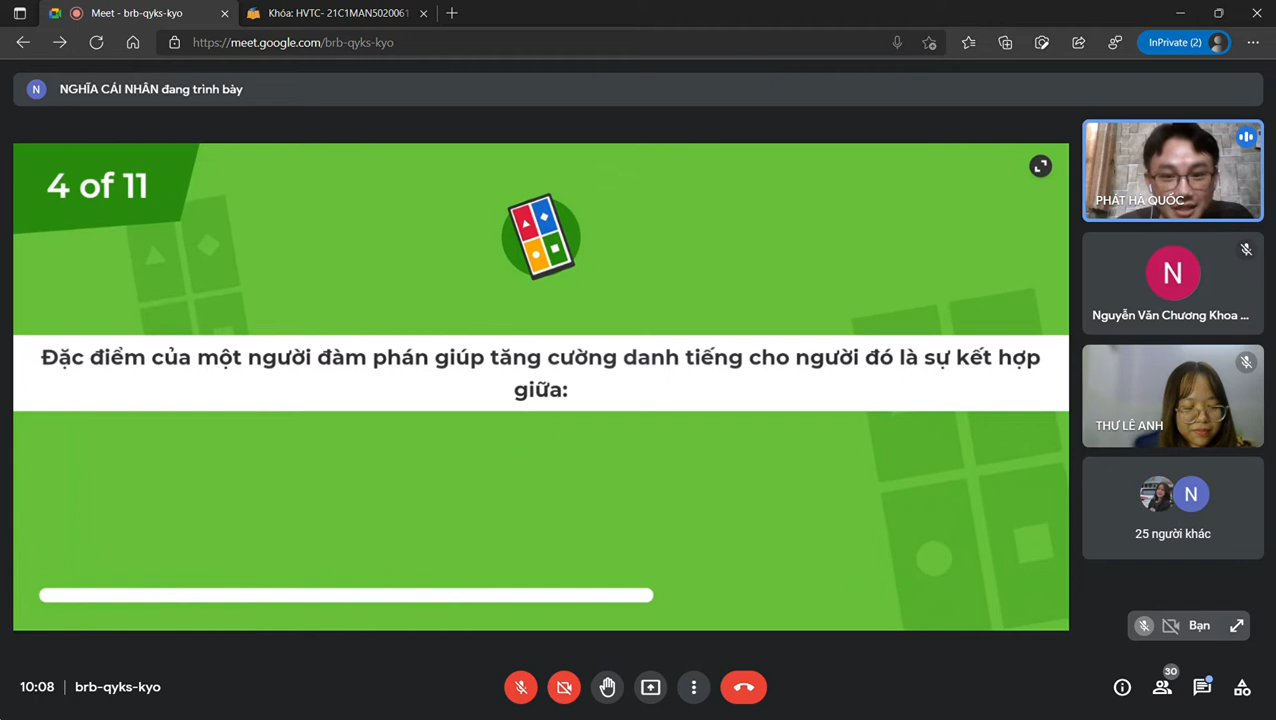 Meet - brb-qyks-kyo
Khóa: HVTC- 21C1MAN5020061
https://meet.google.com/brb-qyks-kyo
InPrivate (2)
N
NGHĨA CÁI NHÂN đang trình bày
4 of 11
Đặc điểm của một người đàm phán giúp tăng cường danh tiếng cho người đó là sự kết hợp
giữa:
PHÁT HÀ QUỐC
N
Nguyễn Văn Chương Khoa ...
THƯ LÊ ANH
N
25 người khác
Bạn
10:08
brb-qyks-kyo
30